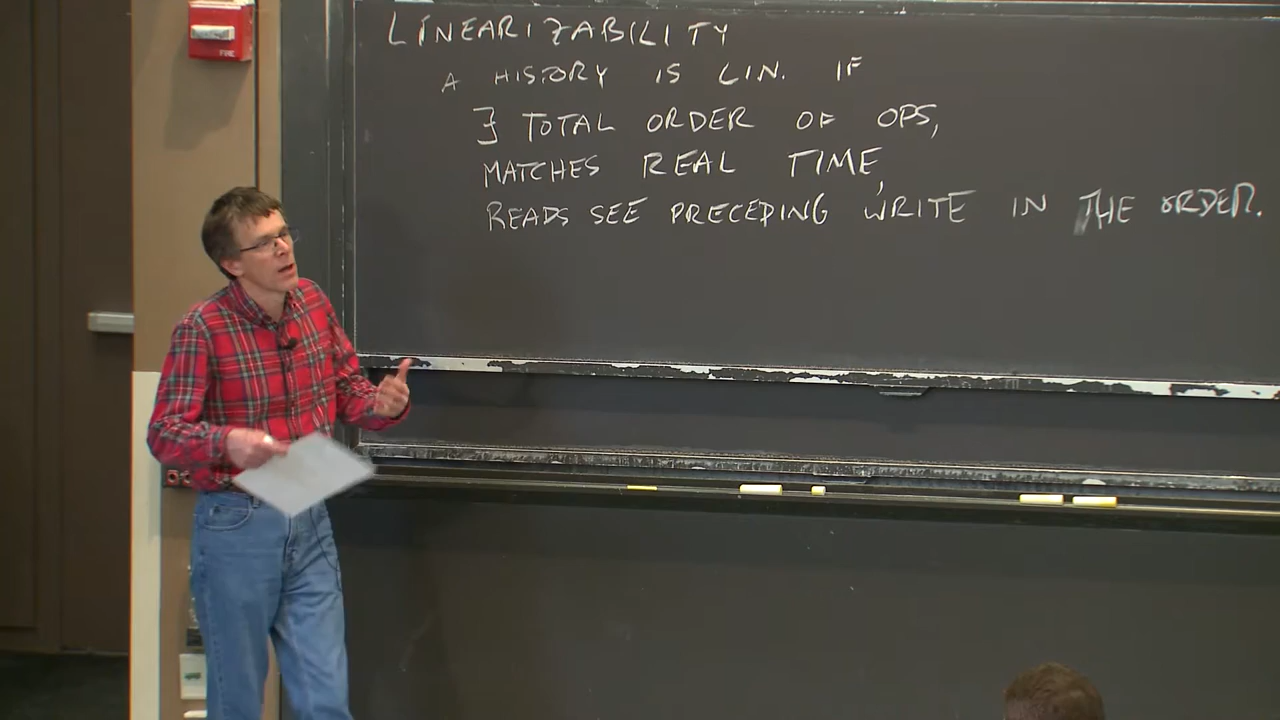 LINEARIZABILITY
A HISTORY IS LIN. IF
∃ TOTAL ORDER OF OPS,
MATCHES REAL TIME,
READS SEE PRECEDING WRITE IN THE ORDER.
FIRE